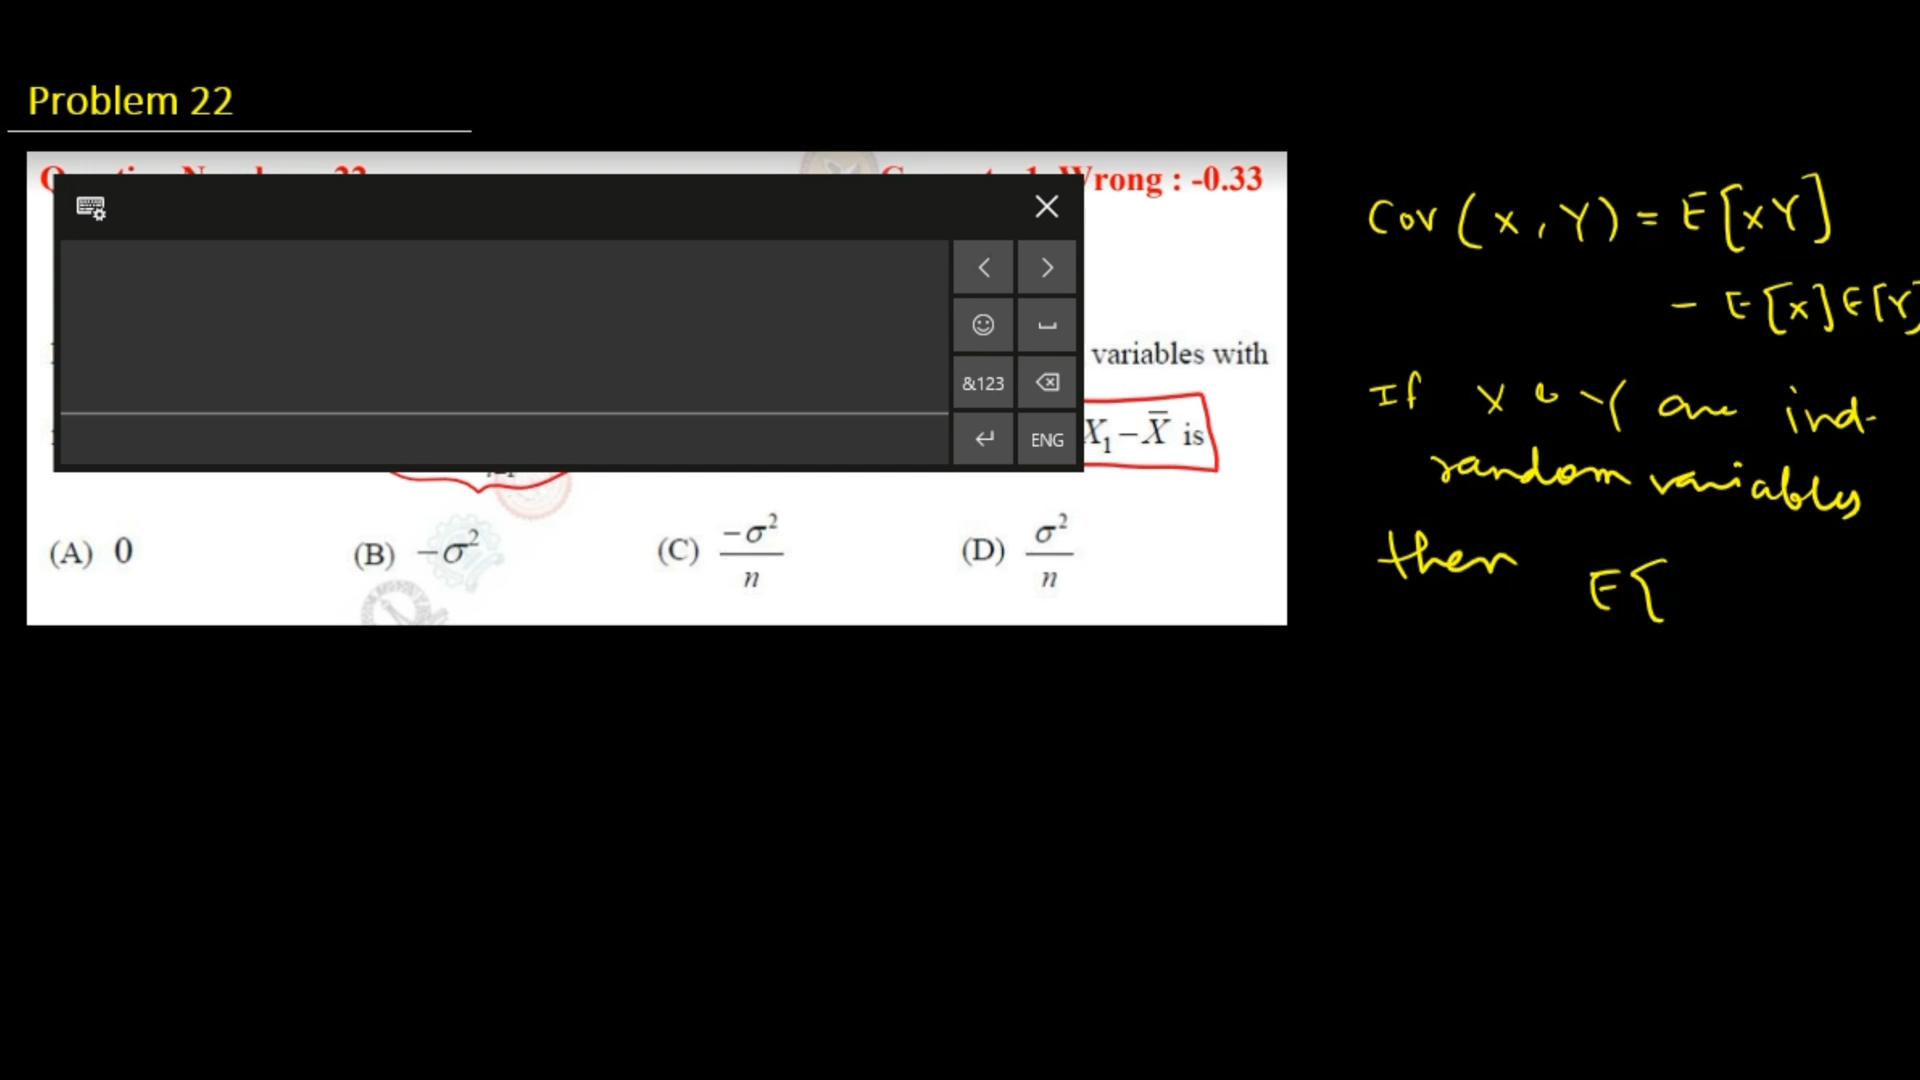 Problem 22
Wrong : -0.33
variables with
X₁ − X̅ is
&123
ENG
(A) 0 (B) −σ² (C) −σ²/n (D) σ²/n
Cov (X, Y) = E[XY]
− E[X]E[Y]
If X & Y are ind.
random variables
then E[